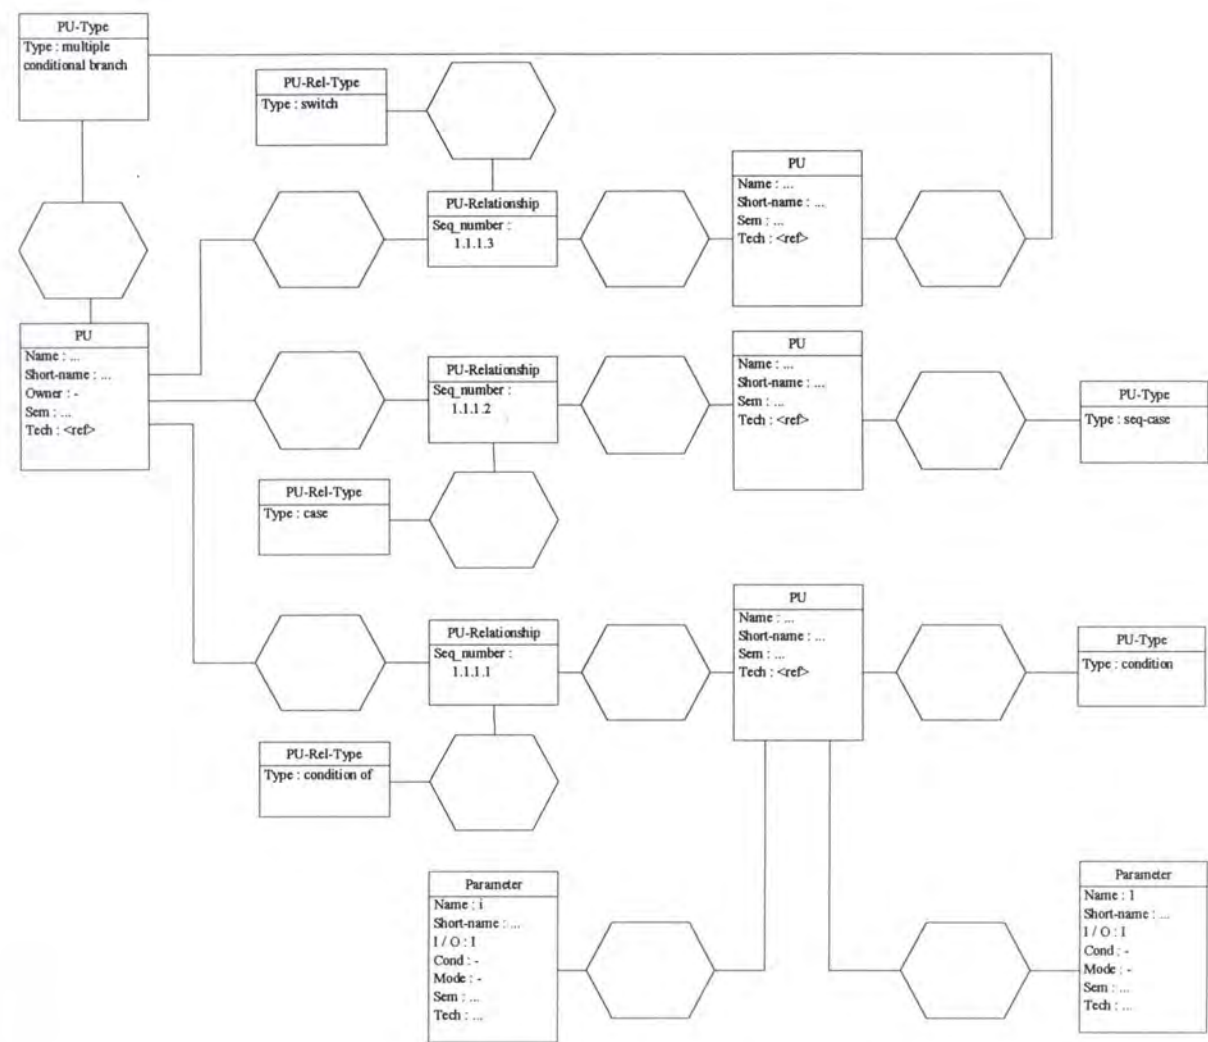 PU-Type
Type : multiple
conditional branch
PU-Rel-Type
Type : switch
PU-Relationship
Seq_number :
1.1.1.3
PU
Name : ...
Short-name : ...
Sem : ...
Tech : <ref>
PU
Name : ...
Short-name : ...
Owner : -
Sem : ...
Tech : <ref>
PU-Relationship
Seq_number :
1.1.1.2
PU
Name : ...
Short-name : ...
Sem : ...
Tech : <ref>
PU-Type
Type : seq-case
PU-Rel-Type
Type : case
PU-Relationship
Seq_number :
1.1.1.1
PU
Name : ...
Short-name : ...
Sem : ...
Tech : <ref>
PU-Type
Type : condition
PU-Rel-Type
Type : condition of
Parameter
Name : i
Short-name : ...
I / O : I
Cond : -
Mode : -
Sem : ...
Tech : ...
Parameter
Name : 1
Short-name : ...
I / O : I
Cond : -
Mode : -
Sem : ...
Tech : ...